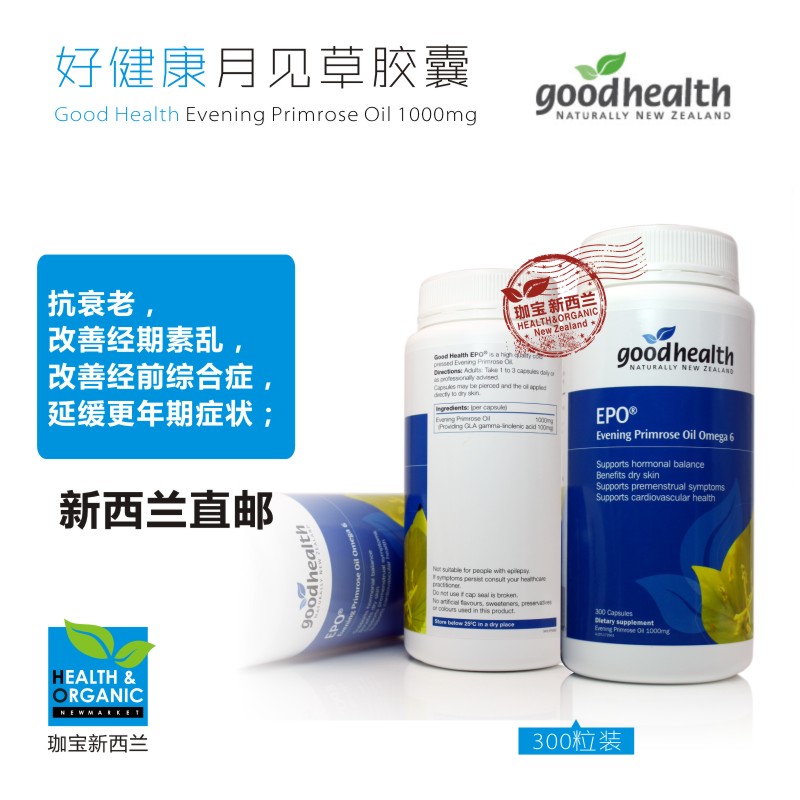 好健康月见草胶囊
Good Health Evening Primrose Oil 1000mg
goodhealth
NATURALLY NEW ZEALAND
抗衰老，
改善经期素乱，
改善经前综合症，
延缓更年期症状；
新西兰直邮
HEALTH &
ORGANIC
NEWMARKET
珈宝新西兰
珈宝新西兰
HEALTH&ORGANIC
New Zealand
Good Health EPO® is a high quality cold
pressed Evening Primrose Oil.
Directions: Adults: Take 1 to 3 capsules daily or
as professionally advised.
Capsules may be pierced and the oil applied
directly to dry skin.
Ingredients: (per capsule)
Evening Primrose Oil 1000mg
(Providing GLA gamma-linolenic acid 100mg)
Not suitable for people with epilepsy.
If symptoms persist consult your healthcare
practitioner.
Do not use if cap seal is broken.
No artificial flavours, sweeteners, preservatives
or colours used in this product.
Store below 25°C in a dry place
goodhealth
NATURALLY NEW ZEALAND
EPO®
Evening Primrose Oil Omega 6
Supports hormonal balance
Benefits dry skin
Supports premenstrual symptoms
Supports cardiovascular health
300 Capsules
Dietary supplement
Evening Primrose Oil 1000mg
goodhealth
NATURALLY NEW ZEALAND
EPO®
Evening Primrose Oil Omega 6
300粒装